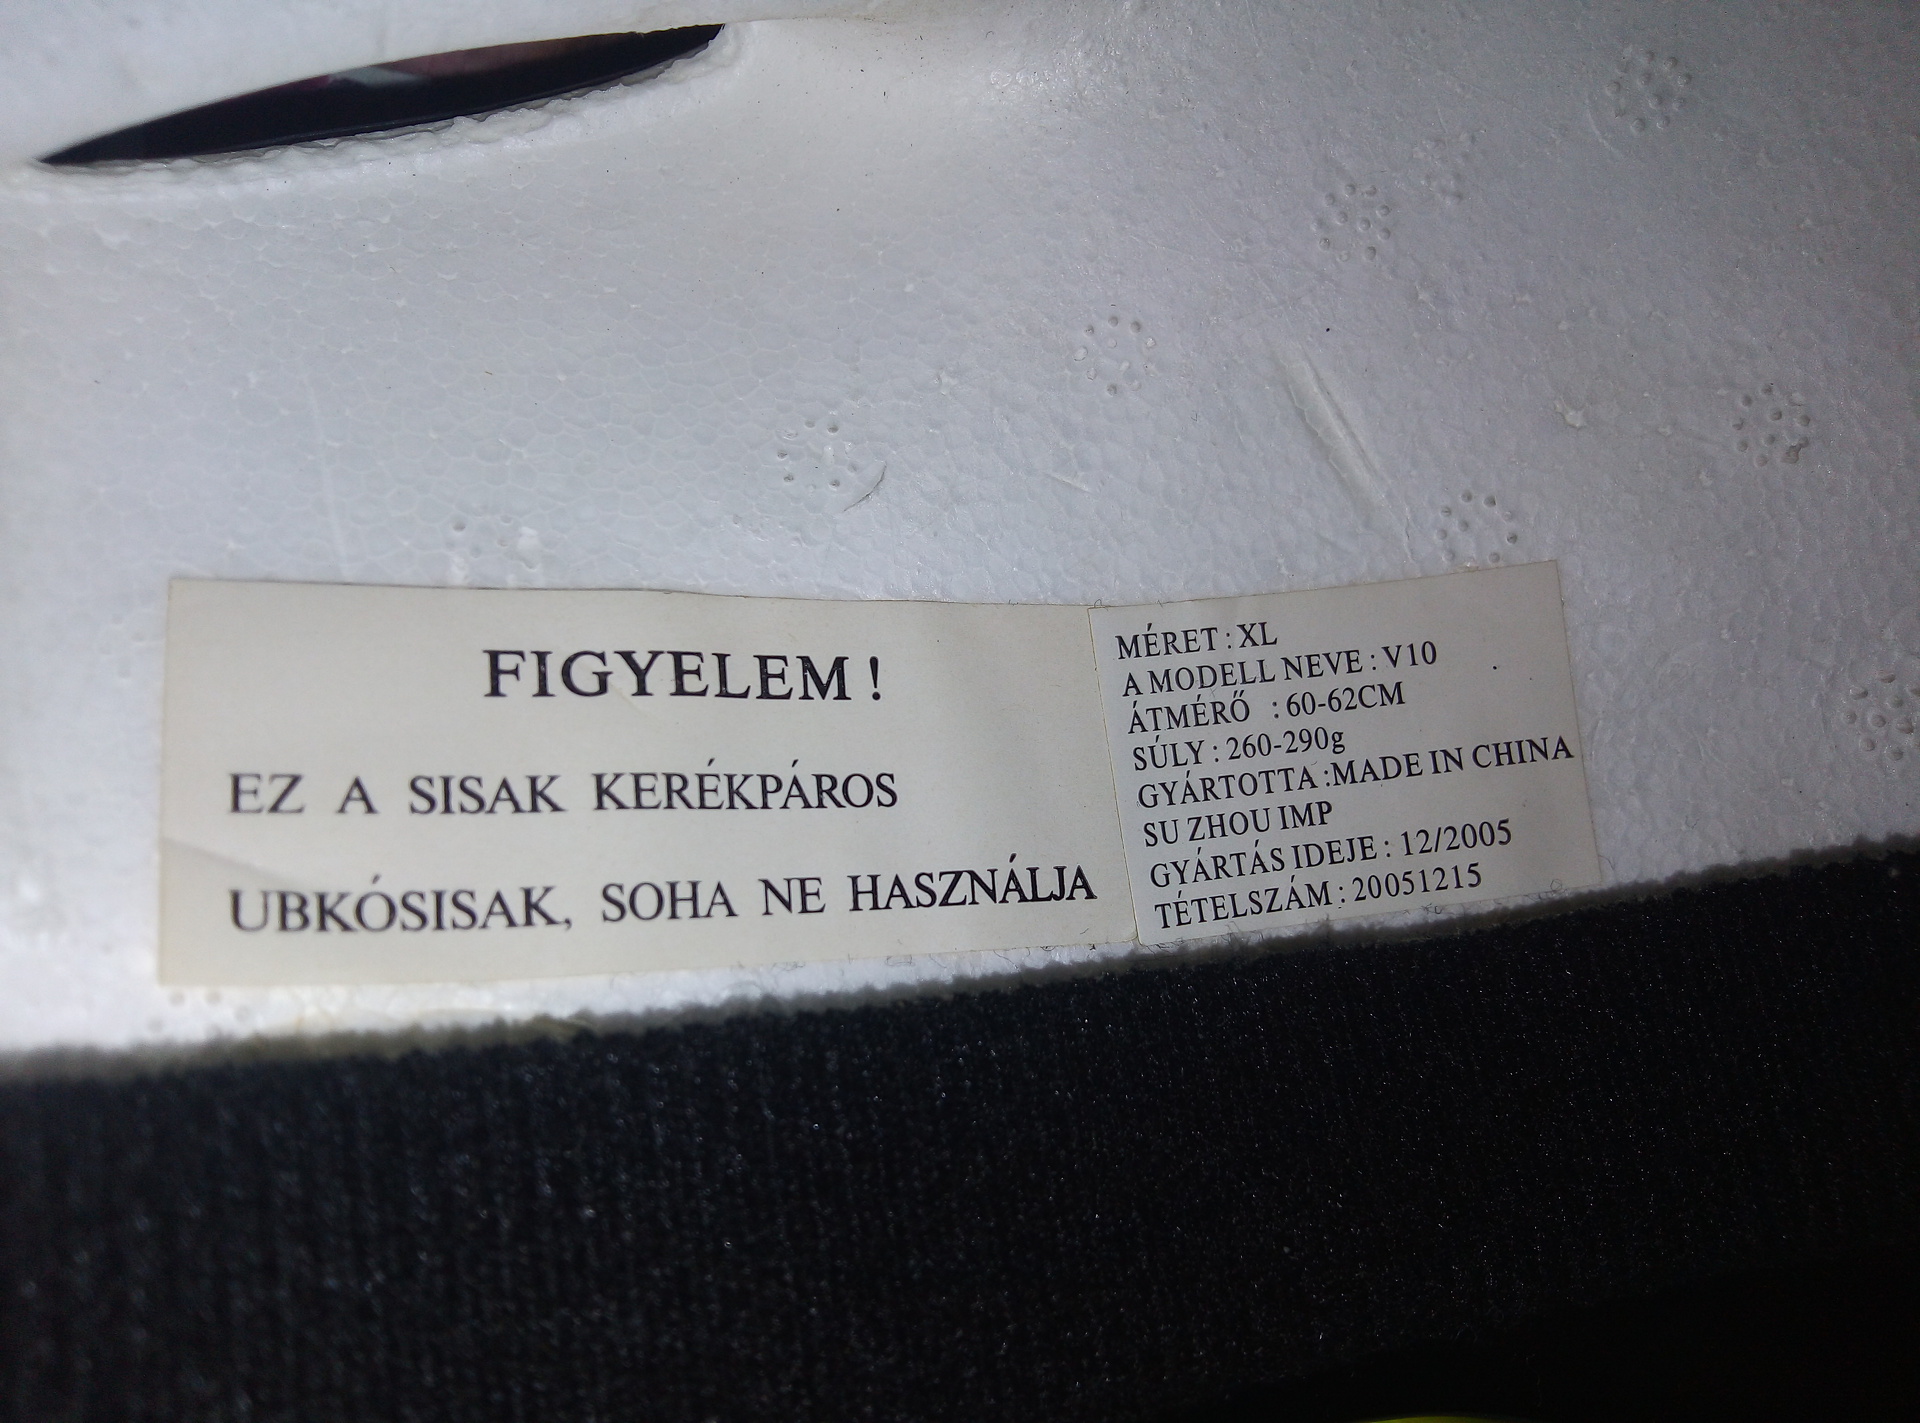 FIGYELEM !
EZ A SISAK KERÉKPÁROS
UBKÓSISAK, SOHA NE HASZNÁLJA
MÉRET : XL
A MODELL NEVE : V10
ÁTMÉRŐ : 60-62CM
SÚLY : 260-290g
GYÁRTOTTA :MADE IN CHINA
SU ZHOU IMP
GYÁRTÁS IDEJE : 12/2005
TÉTELSZÁM : 20051215